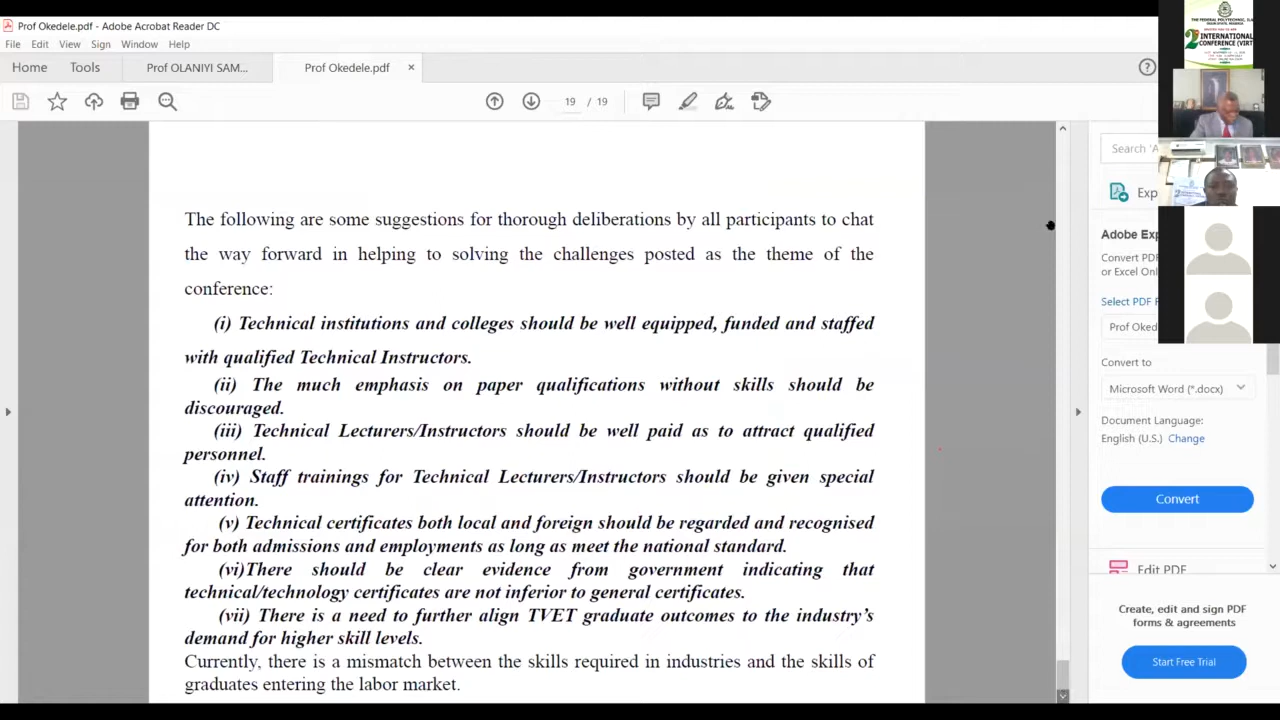 Prof Okedele.pdf - Adobe Acrobat Reader DC
File Edit View Sign Window Help
Home Tools Prof OLANIYI SAM... Prof Okedele.pdf ×
19 / 19
The following are some suggestions for thorough deliberations by all participants to chat
the way forward in helping to solving the challenges posted as the theme of the
conference:
(i) Technical institutions and colleges should be well equipped, funded and staffed
with qualified Technical Instructors.
(ii) The much emphasis on paper qualifications without skills should be
discouraged.
(iii) Technical Lecturers/Instructors should be well paid as to attract qualified
personnel.
(iv) Staff trainings for Technical Lecturers/Instructors should be given special
attention.
(v) Technical certificates both local and foreign should be regarded and recognised
for both admissions and employments as long as meet the national standard.
(vi)There should be clear evidence from government indicating that
technical/technology certificates are not inferior to general certificates.
(vii) There is a need to further align TVET graduate outcomes to the industry's
demand for higher skill levels.
Currently, there is a mismatch between the skills required in industries and the skills of
graduates entering the labor market.
THE FEDERAL POLYTECHNIC,
2 INTERNATIONAL
CONFERENCE (VIRT
Search 'A
Exp
Adobe Exp
Convert PDF
or Excel Onl
Select PDF F
Prof Oked
Convert to
Microsoft Word (*.docx)
Document Language:
English (U.S.) Change
Convert
Edit PDF
Create, edit and sign PDF
forms & agreements
Start Free Trial